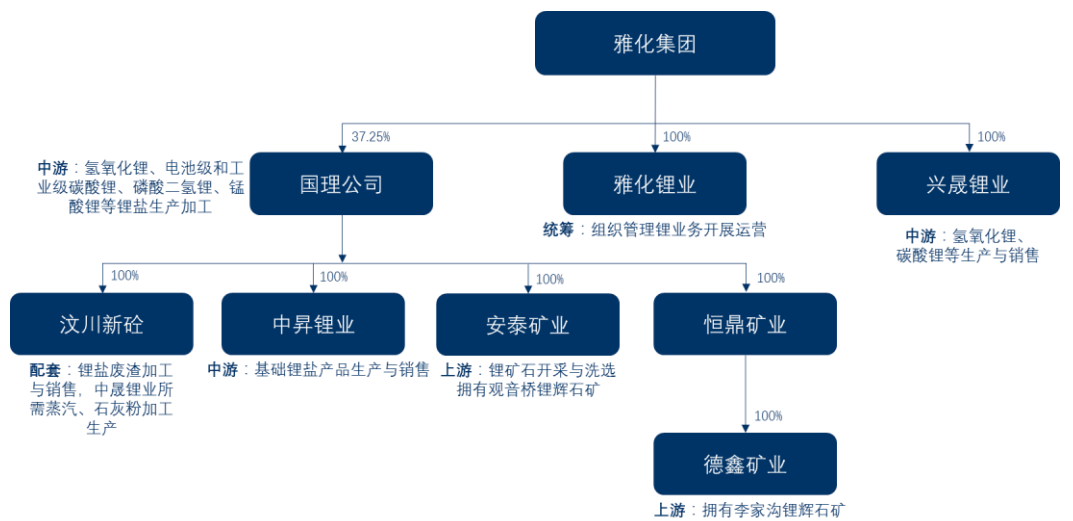 雅化集团
37.25%
100%
100%
国理公司
雅化锂业
兴晟锂业
中游：氢氧化锂、电池级和工
业级碳酸锂、磷酸二氢锂、锰
酸锂等锂盐生产加工
统筹：组织管理锂业务开展运营
中游：氢氧化锂、
碳酸锂等生产与销售
100%
100%
100%
100%
汶川新砼
中昇锂业
安泰矿业
恒鼎矿业
配套：锂盐废渣加工
与销售，中晟锂业所
需蒸汽、石灰粉加工
生产
中游：基础锂盐产品生产与销售
上游：锂矿石开采与洗选
拥有观音桥锂辉石矿
100%
德鑫矿业
上游：拥有李家沟锂辉石矿